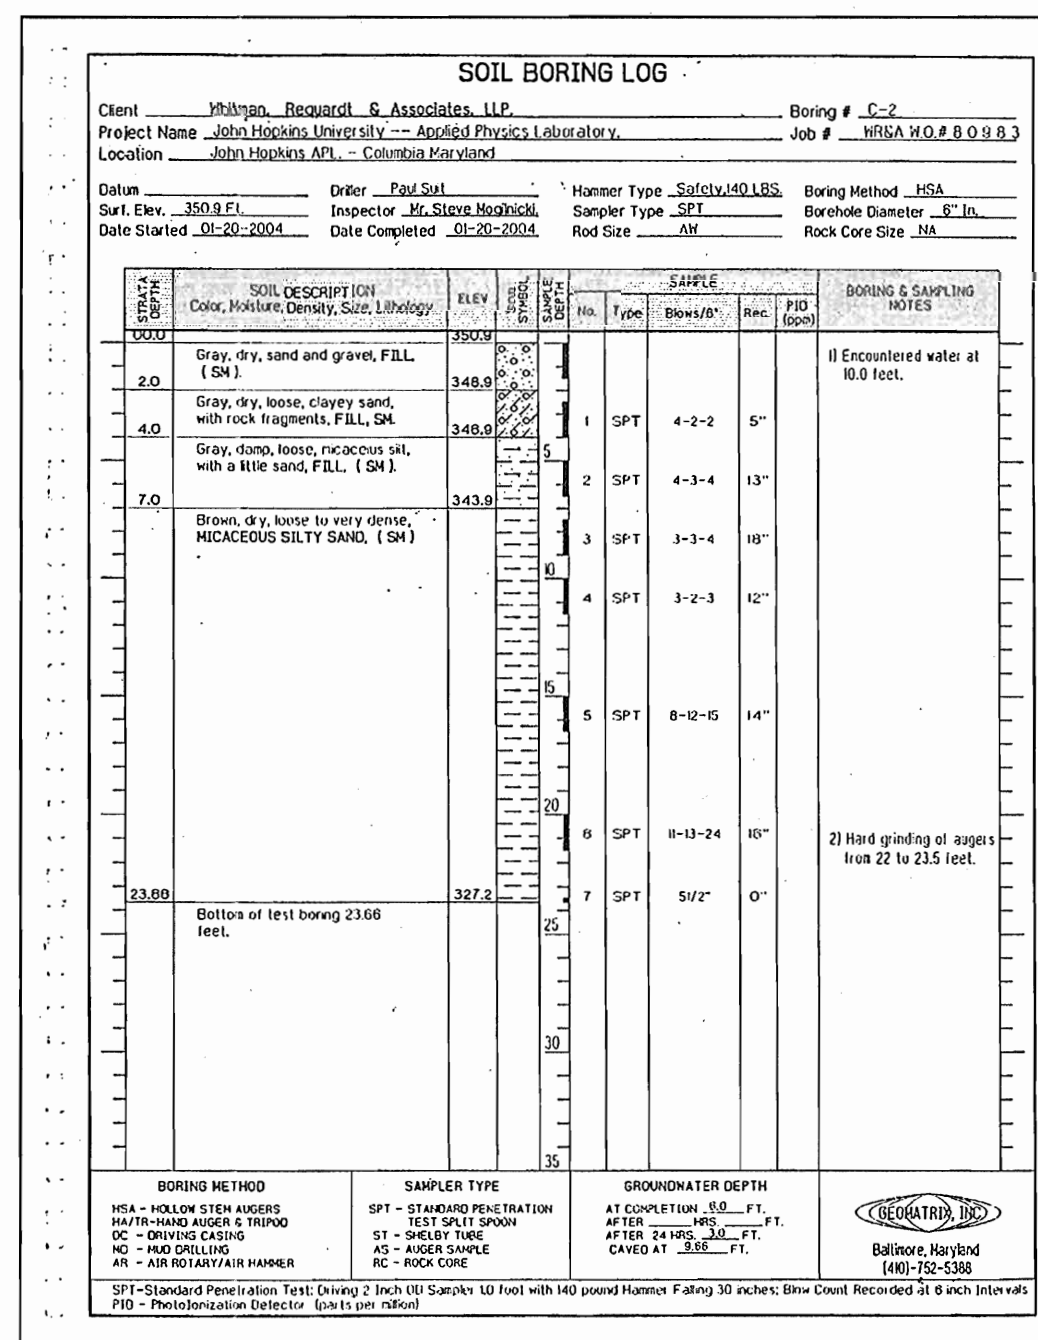 SOIL BORING LOG
Client Whitman, Requardt & Associates, LLP. Boring # C-2
Project Name John Hopkins University -- Applied Physics Laboratory. Job # WR&A W.O.# 80983
Location John Hopkins APL. - Columbia Maryland
Datum Driller Paul Suit Hammer Type Safety,140 LBS. Boring Method HSA
Surf. Elev. 350.9 Ft. Inspector Mr. Steve Moginicki. Sampler Type SPT Borehole Diameter 6" In.
Date Started 01-20-2004 Date Completed 01-20-2004 Rod Size AW Rock Core Size NA
STRATA DEPTH
SOIL DESCRIPTION
Color, Moisture, Density, Size, Lithology
ELEV
SYMBOL
SAMPLE DEPTH
SAMPLE
No. Type Blows/6" Rec. PID (ppm)
BORING & SAMPLING
NOTES
00.0 350.9
Gray, dry, sand and gravel, FILL,
( SM ).
2.0 348.9
1) Encountered water at
10.0 feet.
Gray, dry, loose, clayey sand,
with rock fragments, FILL, SM.
4.0 346.9
1 SPT 4-2-2 5"
Gray, damp, loose, micaceius silt,
with a little sand, FILL, ( SM ).
5
2 SPT 4-3-4 13"
7.0 343.9
Brown, dry, loose to very dense,
MICACEOUS SILTY SAND, ( SM )
3 SPT 3-3-4 18"
10
4 SPT 3-2-3 12"
15
5 SPT 8-12-15 14"
20
6 SPT 11-13-24 16"
2) Hard grinding of augers
from 22 to 23.5 feet.
23.66 327.2
7 SPT 51/2" 0"
Bottom of test boring 23.66
feet.
25
30
35
BORING METHOD
HSA - HOLLOW STEM AUGERS
HA/TR-HAND AUGER & TRIPOD
DC - DRIVING CASING
MD - MUD DRILLING
AR - AIR ROTARY/AIR HAMMER
SAMPLER TYPE
SPT - STANDARD PENETRATION
TEST SPLIT SPOON
ST - SHELBY TUBE
AS - AUGER SAMPLE
RC - ROCK CORE
GROUNDWATER DEPTH
AT COMPLETION 6.0 FT.
AFTER HRS. FT.
AFTER 24 HRS. 3.0 FT.
CAVED AT 9.66 FT.
GEOMATRIX, INC.
Baltimore, Maryland
(410)-752-5388
SPT-Standard Penetration Test: Driving 2 Inch OD Sampler 1.0 foot with 140 pound Hammer Falling 30 inches; Blow Count Recorded at 6 inch Intervals
PID - PhotoIonization Detector (parts per million)